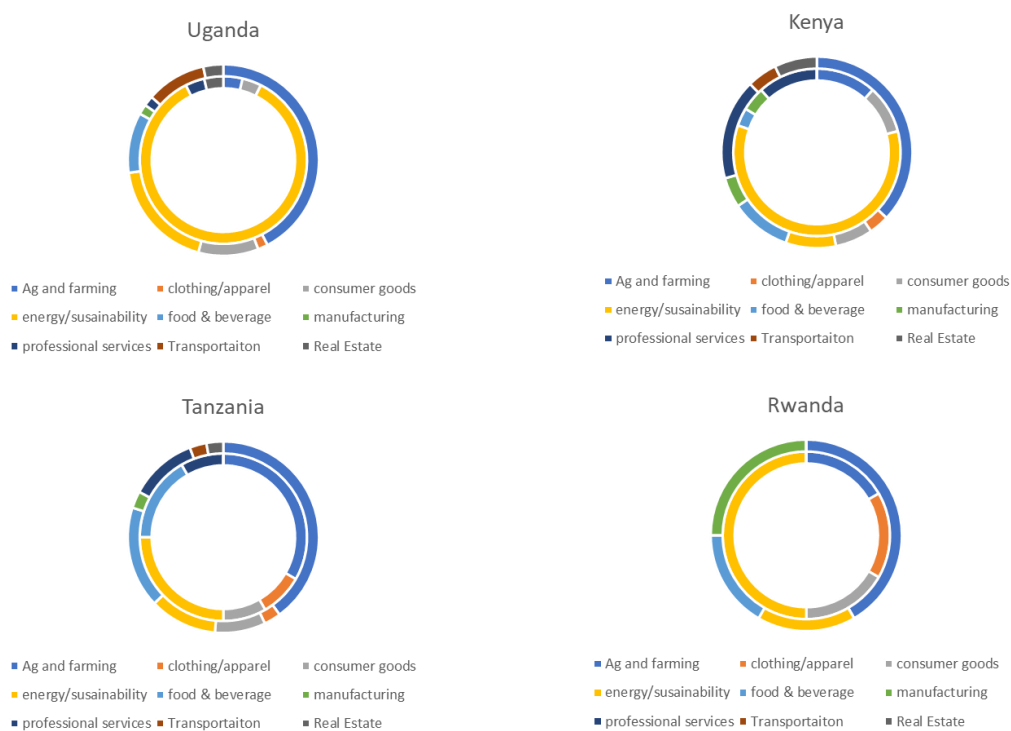 Uganda
Ag and farming clothing/apparel consumer goods
energy/susainability food & beverage manufacturing
professional services Transportaiton Real Estate
Kenya
Ag and farming clothing/apparel consumer goods
energy/susainability food & beverage manufacturing
professional services Transportaiton Real Estate
Tanzania
Ag and farming clothing/apparel consumer goods
energy/susainability food & beverage manufacturing
professional services Transportaiton Real Estate
Rwanda
Ag and farming clothing/apparel consumer goods
energy/susainability food & beverage manufacturing
professional services Transportaiton Real Estate